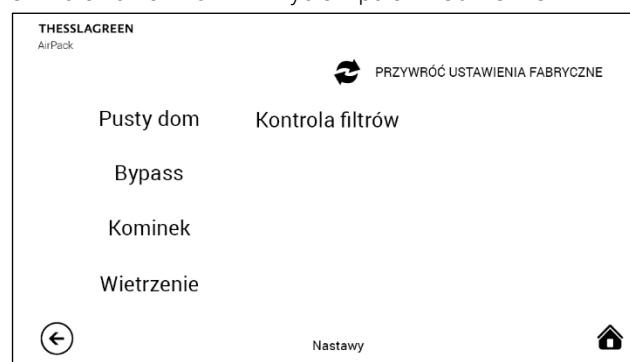 THESSLAGREEN
AirPack
PRZYWRÓĆ USTAWIENIA FABRYCZNE
Pusty dom
Kontrola filtrów
Bypass
Kominek
Wietrzenie
Nastawy